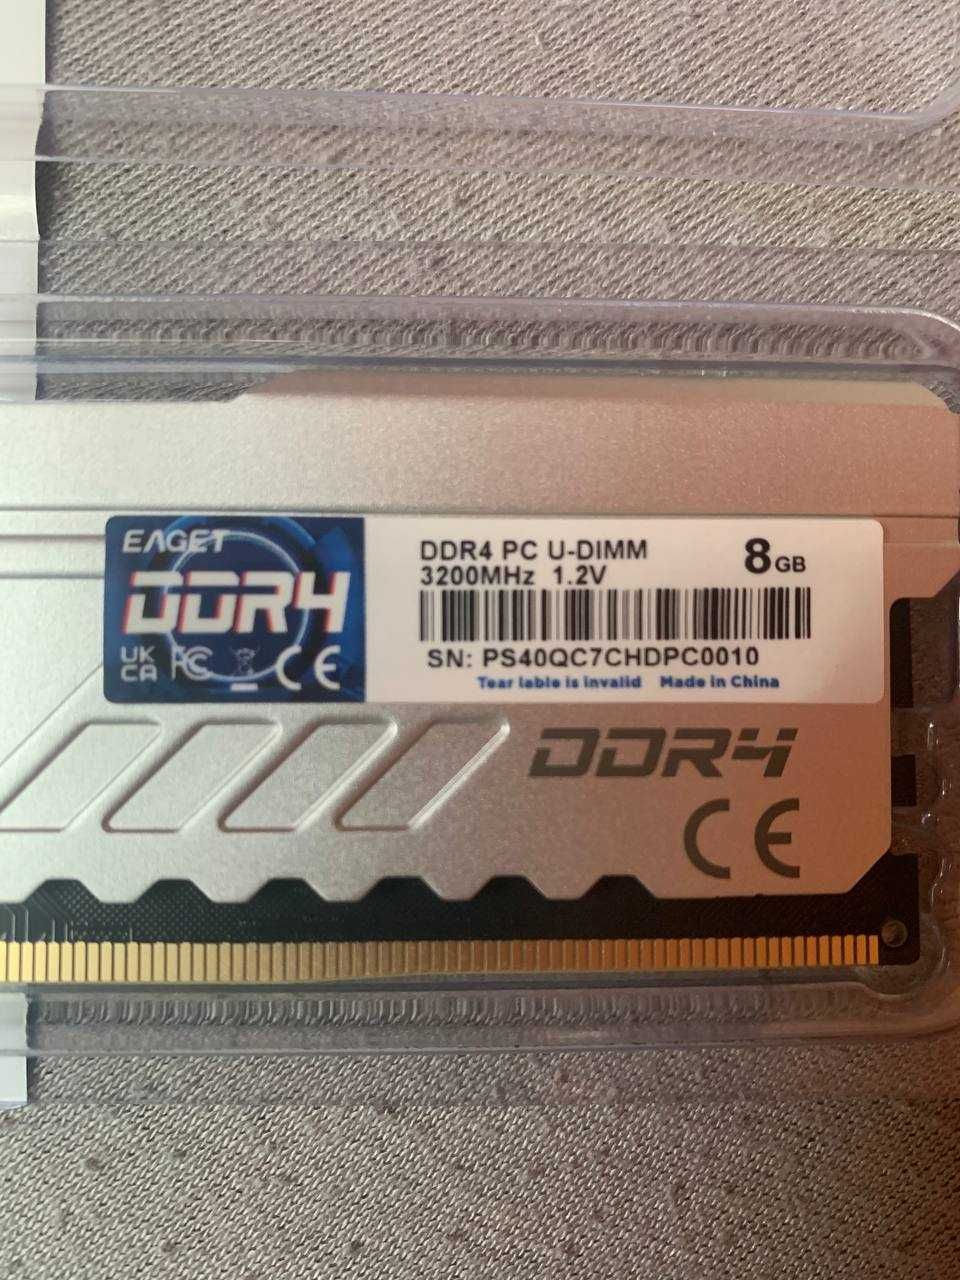 EAGET
DDR4
UK
CA FC CE
DDR4 PC U-DIMM
3200MHz 1.2V
8GB
SN: PS40QC7CHDPC0010
Tear lable is invalid Made in China
DDR4
CE